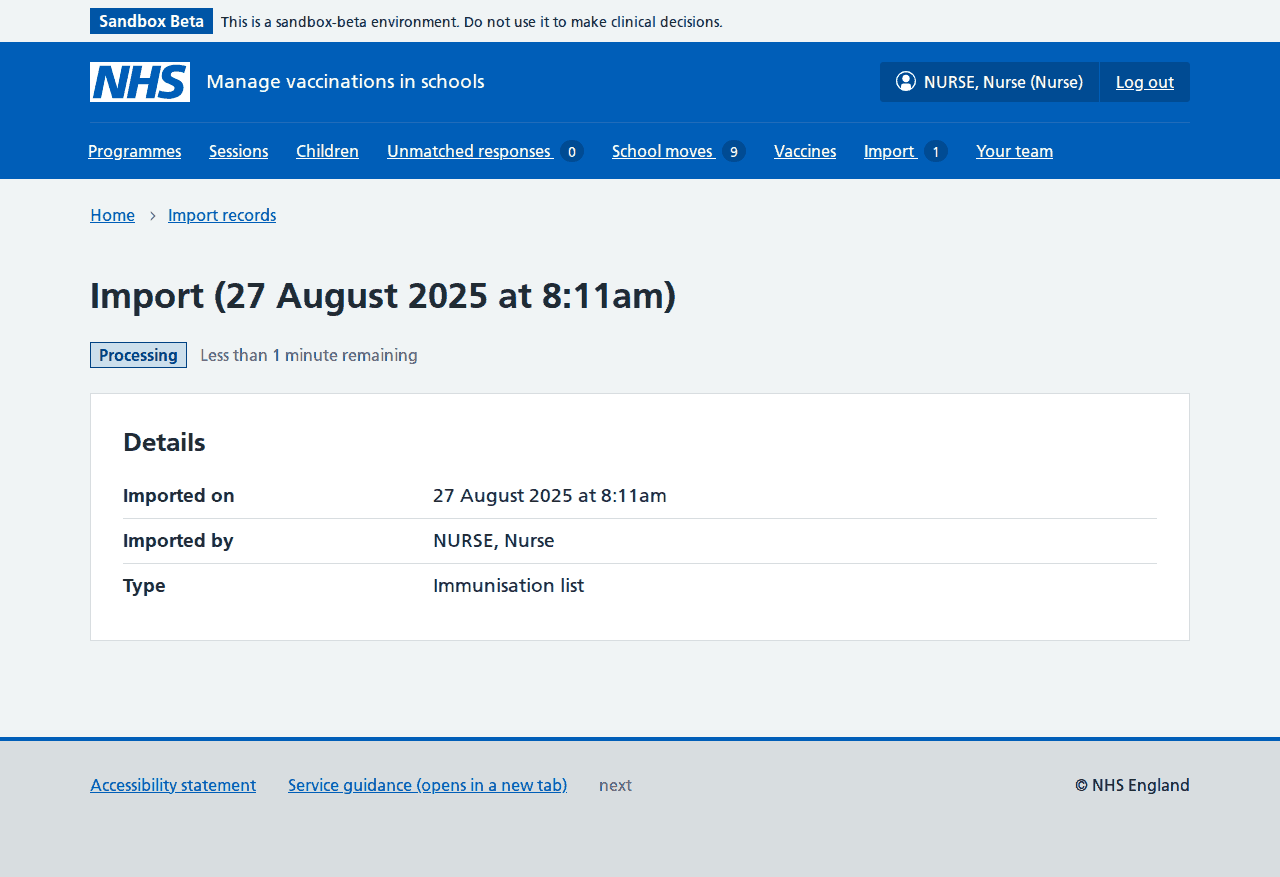 Sandbox Beta This is a sandbox-beta environment. Do not use it to make clinical decisions.
NHS Manage vaccinations in schools NURSE, Nurse (Nurse) Log out
Programmes Sessions Children Unmatched responses 0 School moves 9 Vaccines Import 1 Your team
Home Import records
Import (27 August 2025 at 8:11am)
Processing Less than 1 minute remaining
Details
Imported on 27 August 2025 at 8:11am
Imported by NURSE, Nurse
Type Immunisation list
Accessibility statement Service guidance (opens in a new tab) next © NHS England